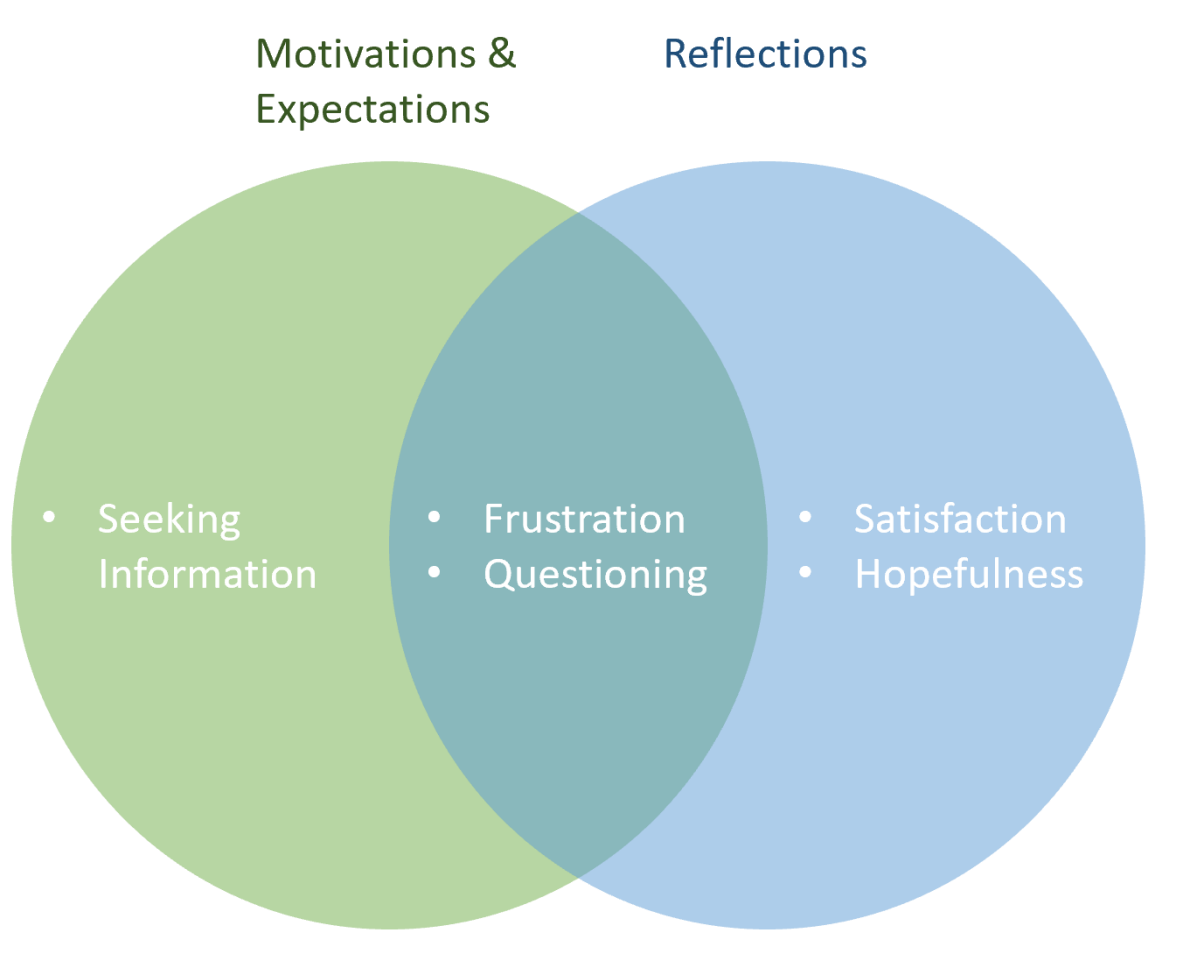 Motivations &
Expectations
Reflections
• Seeking
Information
• Frustration
• Questioning
• Satisfaction
• Hopefulness